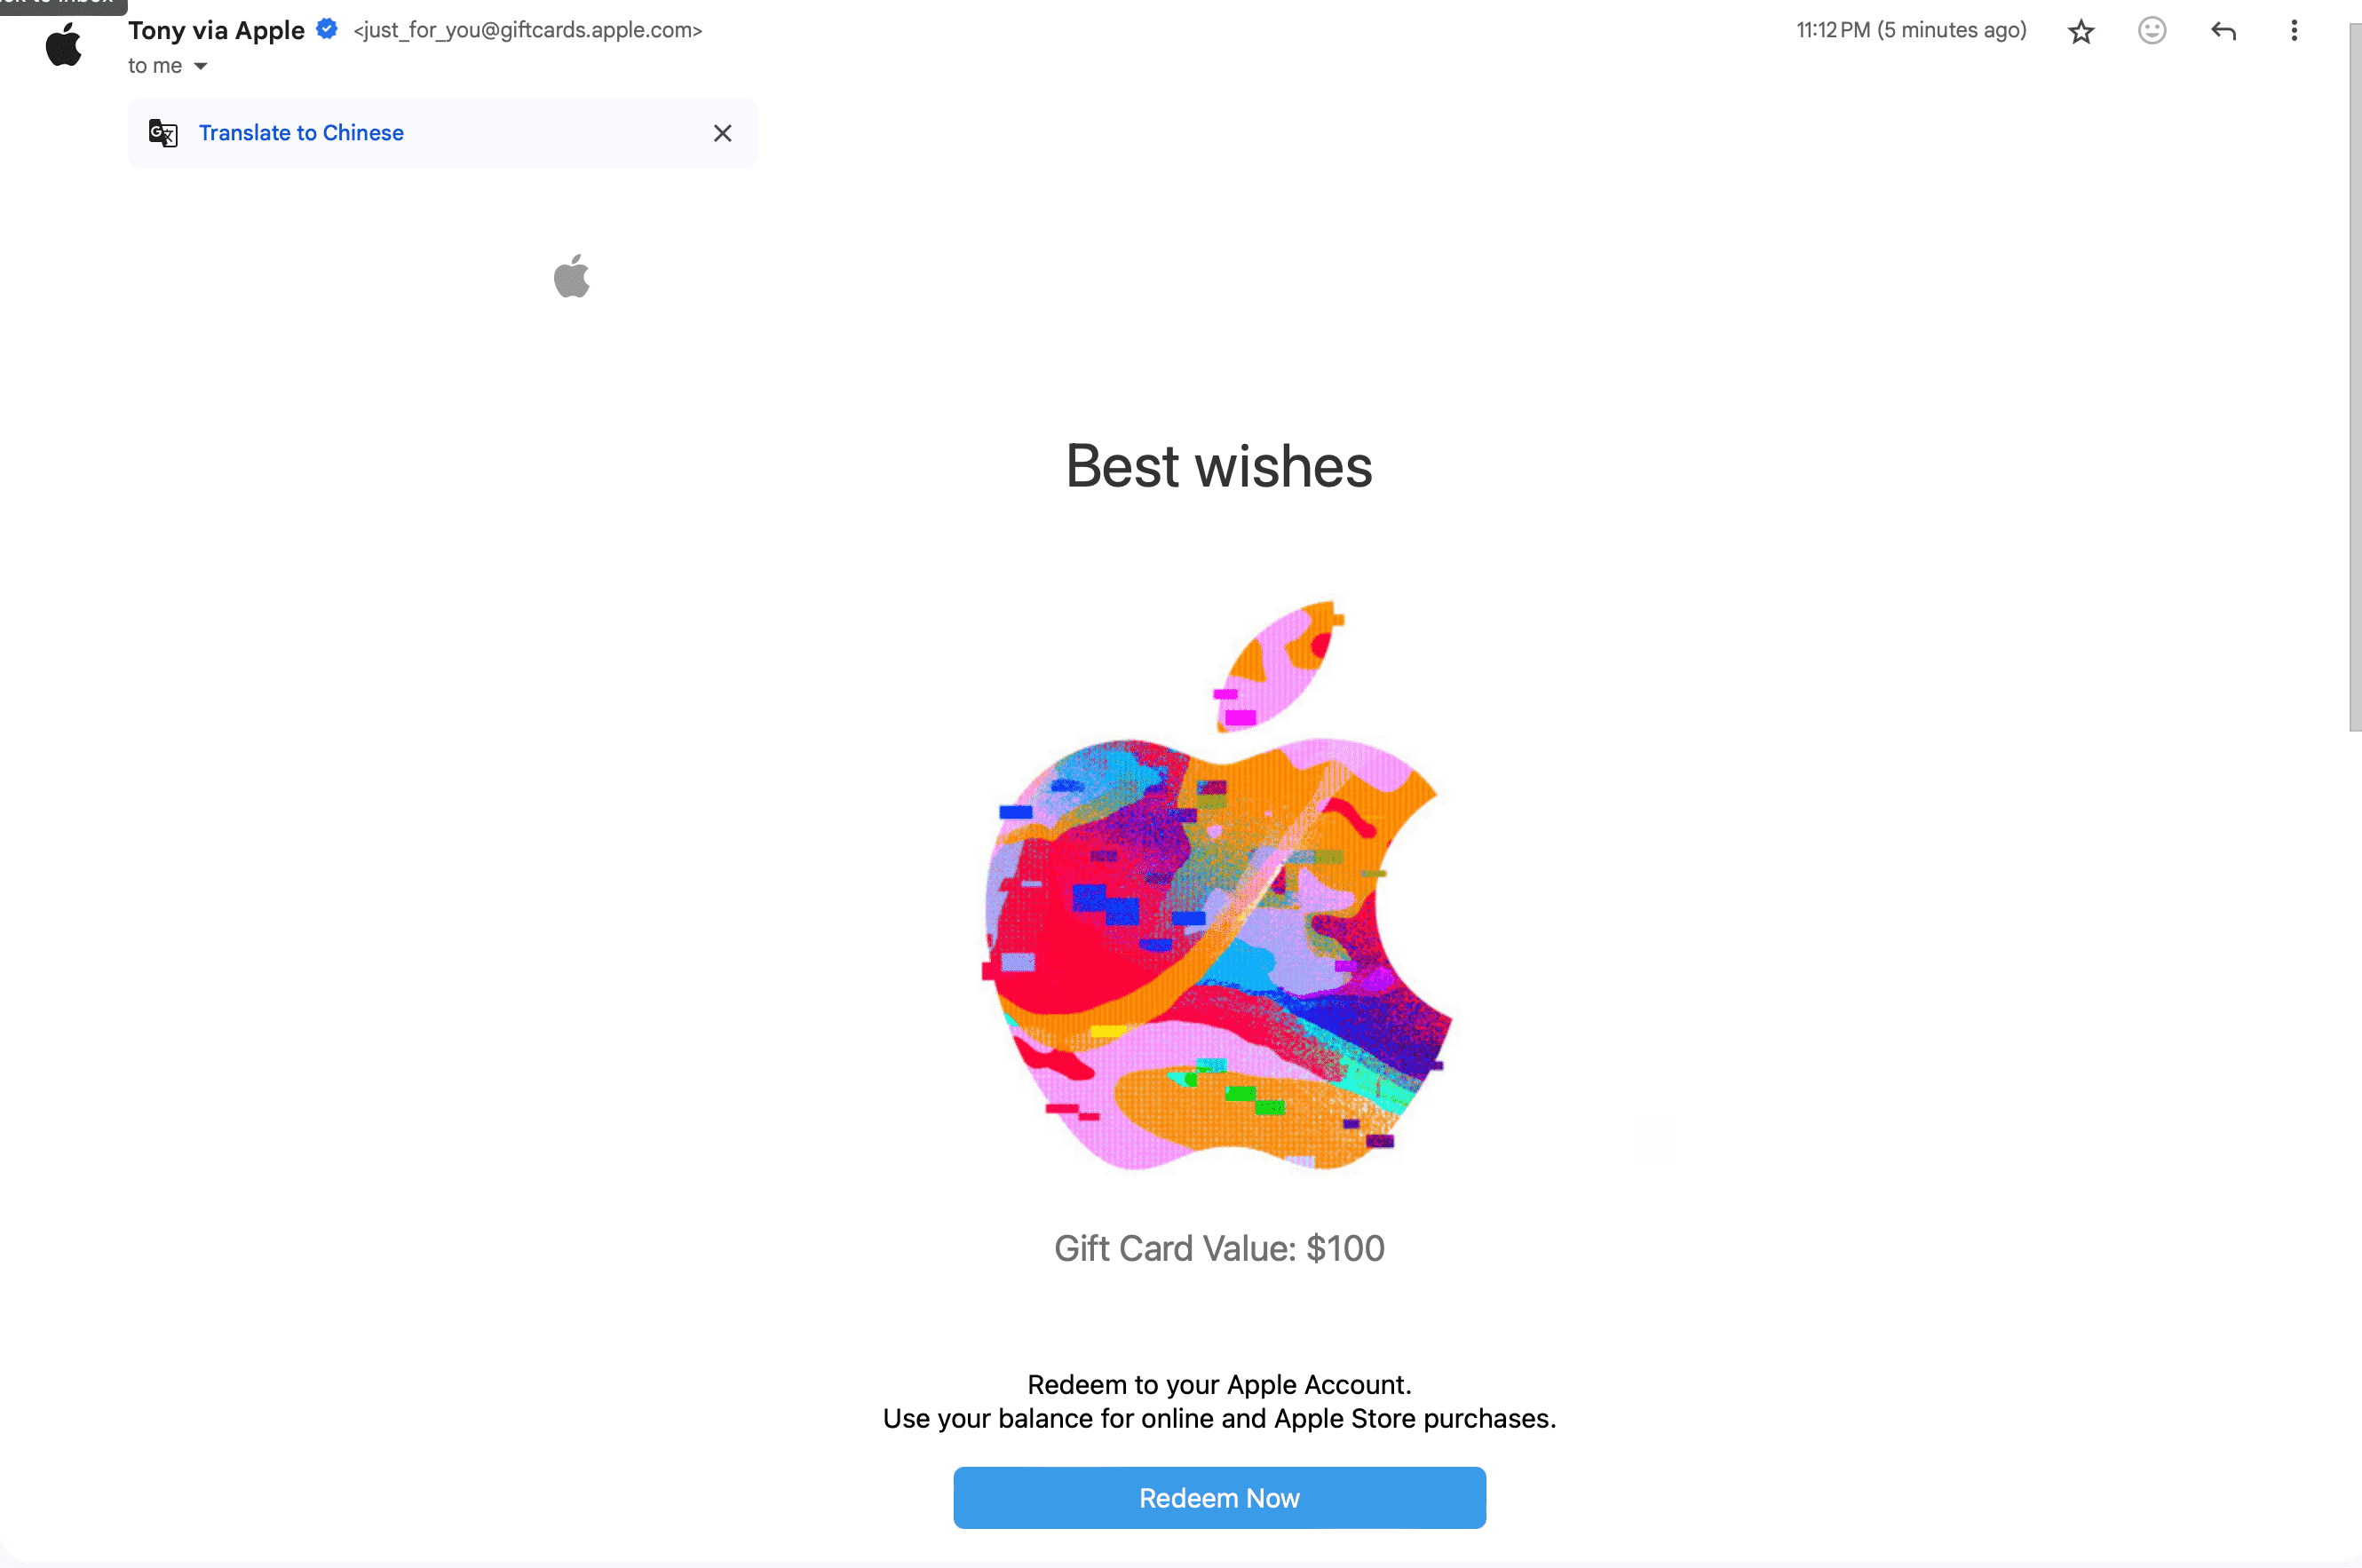 Tony via Apple <just_for_you@giftcards.apple.com>
11:12 PM (5 minutes ago)
to me
Translate to Chinese
Best wishes
Gift Card Value: $100
Redeem to your Apple Account.
Use your balance for online and Apple Store purchases.
Redeem Now